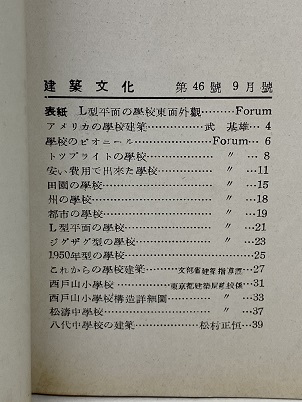 建築文化 第46號 9月號
表紙 L型平面の學校東面外觀………Forum
アメリカの學校建築……………武 基雄…4
學校のピオニール………………Forum…6
トツプライトの學校……………〃…8
安い費用で出來た學校…………〃…11
田園の學校………………………〃…15
州の學校…………………………〃…18
都市の學校………………………〃…19
L型平面の學校…………………〃…21
ジグザグ型の學校………………〃…23
1950年型の學校……………………25
これからの學校建築……文部省建築指導課…27
西戸山小學校……………東京都建築局學校係…31
西戸山小學校構造詳細圖………〃…33
松濤中學校………………………〃…37
八代中學校の建築………………松村正恒…39